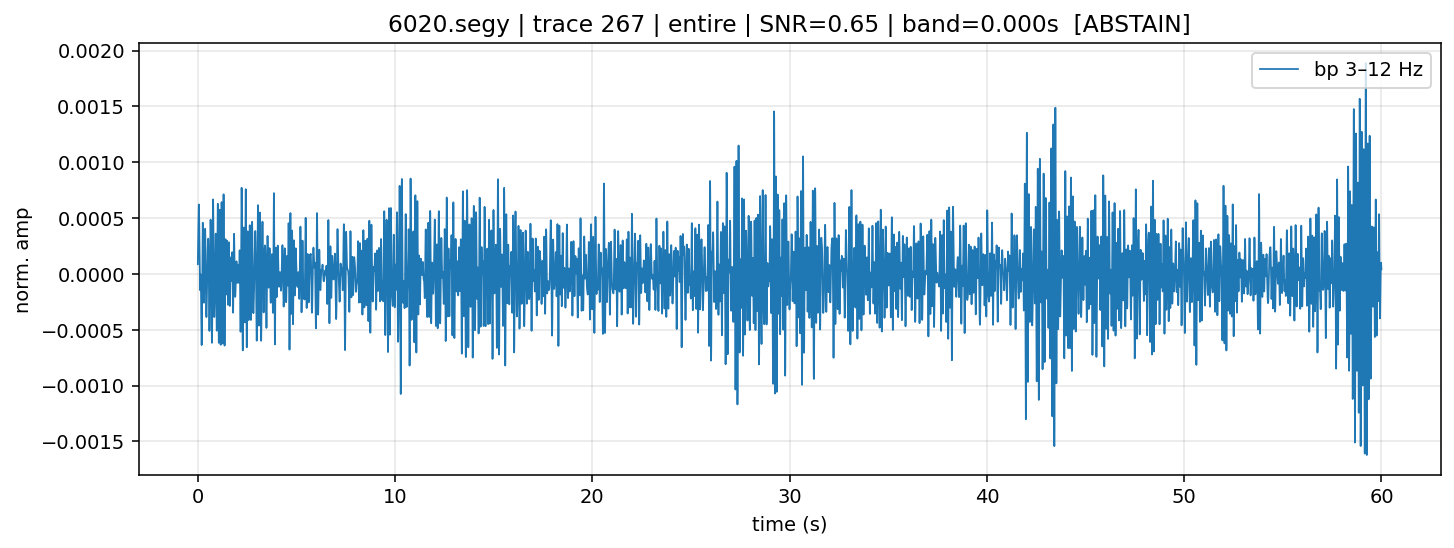 6020.segy | trace 267 | entire | SNR=0.65 | band=0.000s  [ABSTAIN]
bp 3–12 Hz
norm. amp
0.0020
0.0015
0.0010
0.0005
0.0000
−0.0005
−0.0010
−0.0015
0 10 20 30 40 50 60
time (s)